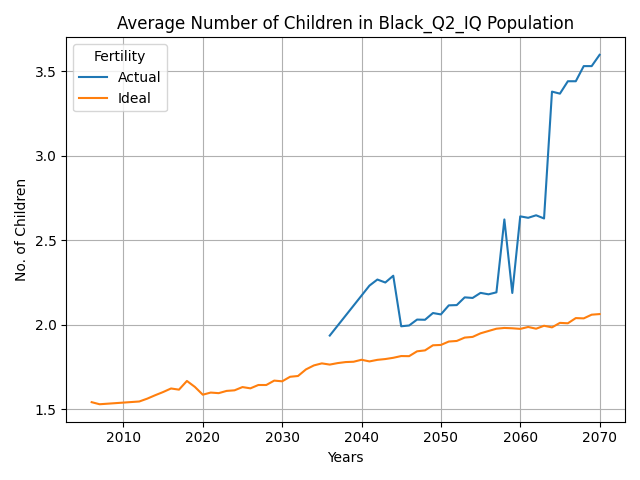 Average Number of Children in Black_Q2_IQ Population
Fertility
Actual
Ideal
3.5
3.0
2.5
2.0
1.5
No. of Children
2010 2020 2030 2040 2050 2060 2070
Years